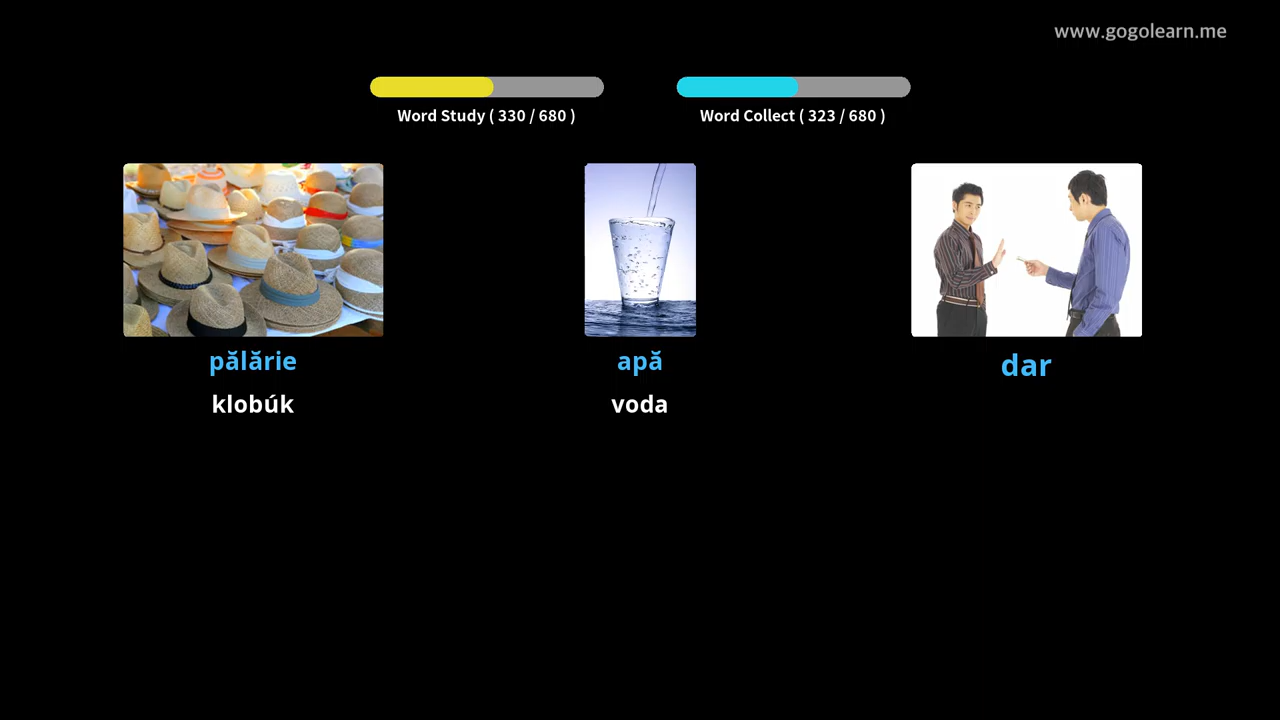 www.gogolearn.me
Word Study ( 330 / 680 )
Word Collect ( 323 / 680 )
pălărie
klobúk
apă
voda
dar